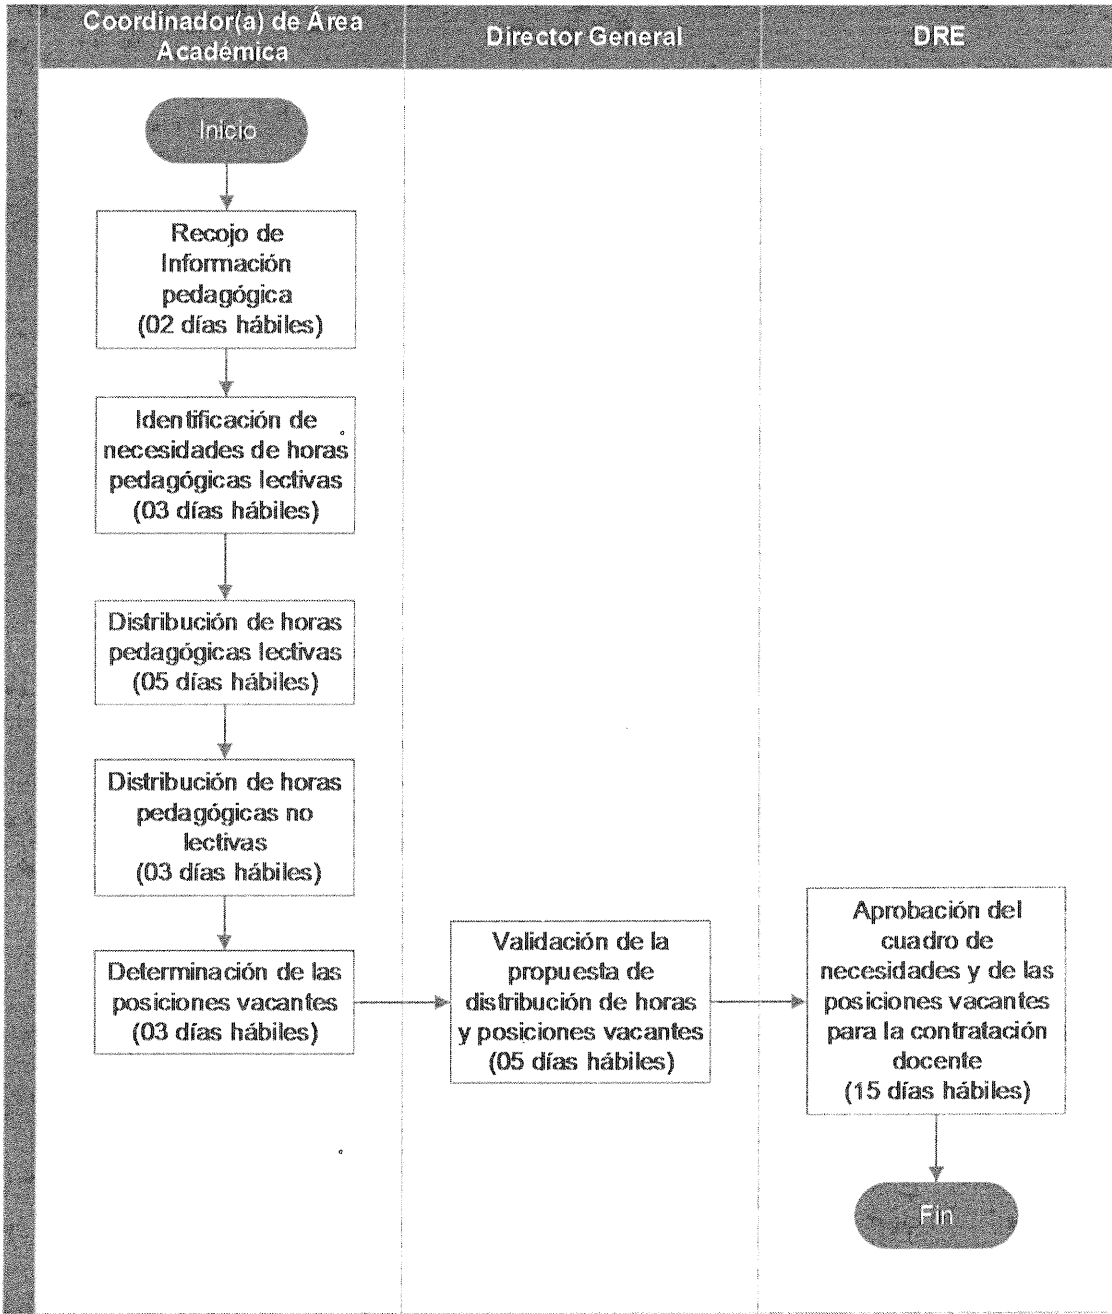 Coordinador(a) de Área
Académica
Director General
DRE
Inicio
Recojo de
Información
pedagógica
(02 días hábiles)
Identificación de
necesidades de horas
pedagógicas lectivas
(03 días hábiles)
Distribución de horas
pedagógicas lectivas
(05 días hábiles)
Distribución de horas
pedagógicas no
lectivas
(03 días hábiles)
Determinación de las
posiciones vacantes
(03 días hábiles)
Validación de la
propuesta de
distribución de horas
y posiciones vacantes
(05 días hábiles)
Aprobación del
cuadro de
necesidades y de las
posiciones vacantes
para la contratación
docente
(15 días hábiles)
Fin